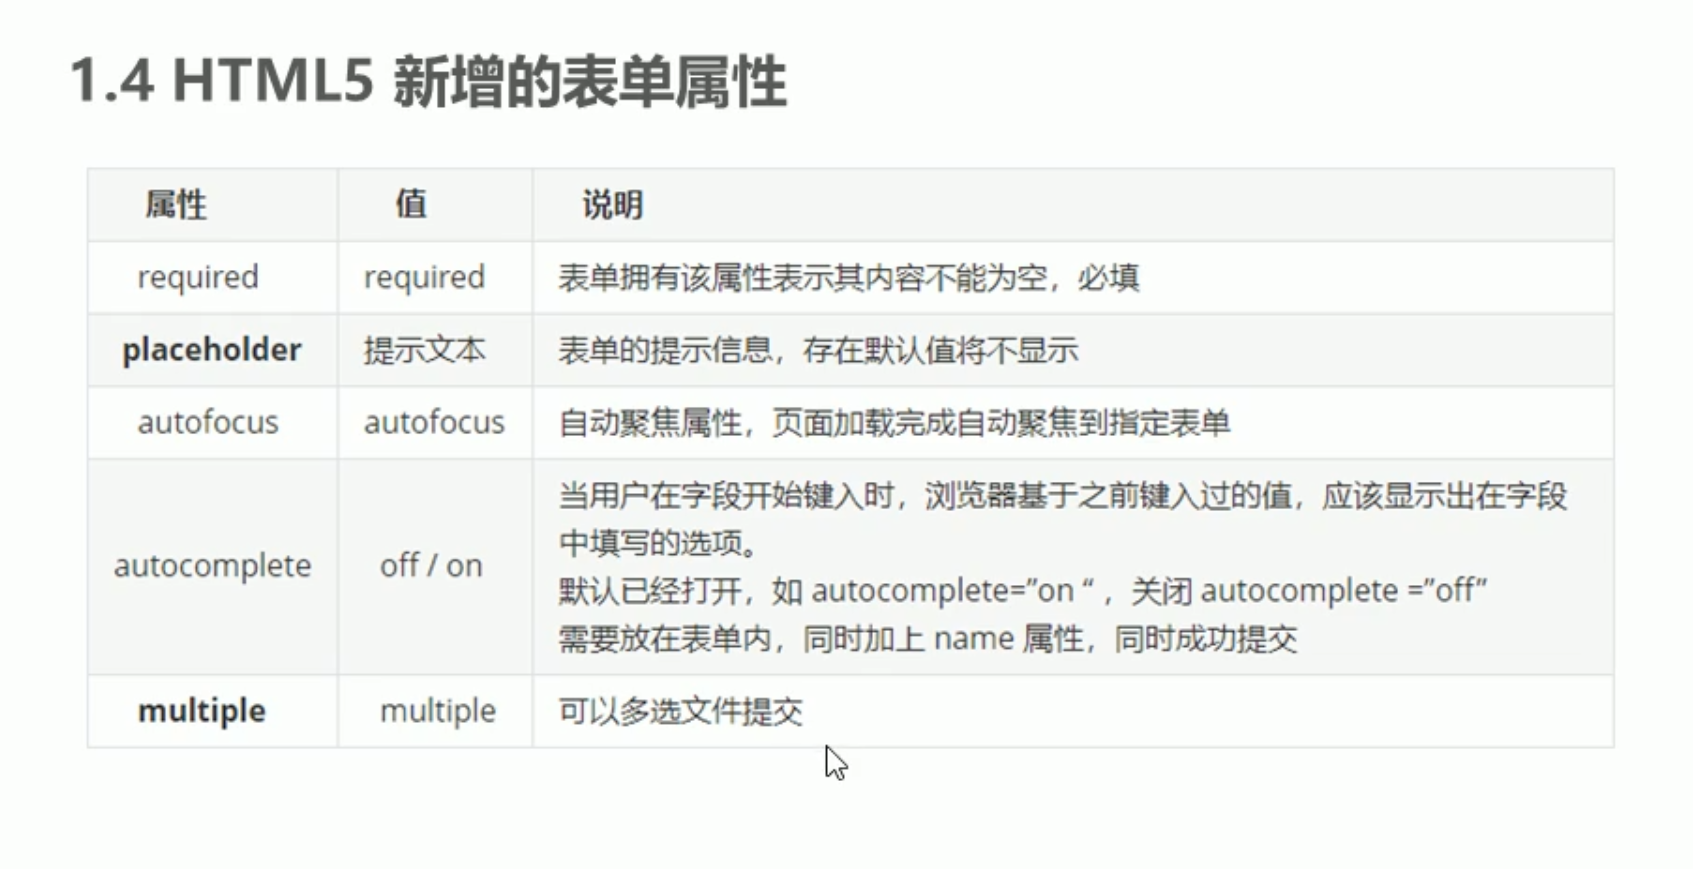 1.4 HTML5 新增的表单属性
属性 值 说明
required required 表单拥有该属性表示其内容不能为空，必填
placeholder 提示文本 表单的提示信息，存在默认值将不显示
autofocus autofocus 自动聚焦属性，页面加载完成自动聚焦到指定表单
autocomplete off / on 当用户在字段开始键入时，浏览器基于之前键入过的值，应该显示出在字段
中填写的选项。
默认已经打开，如 autocomplete=”on “ ，关闭 autocomplete =”off”
需要放在表单内，同时加上 name 属性，同时成功提交
multiple multiple 可以多选文件提交